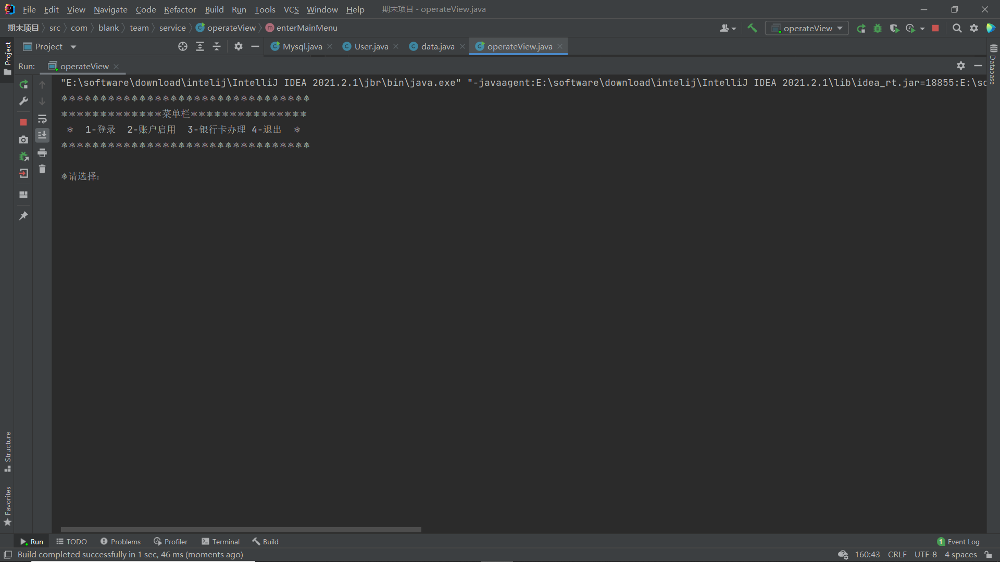 File Edit View Navigate Code Refactor Build Run Tools VCS Window Help 期末项目 - operateView.java
期末项目 src com blank team service operateView enterMainMenu operateView
Project Mysql.java User.java data.java operateView.java
Run: operateView
"E:\software\download\intelij\IntelliJ IDEA 2021.2.1\jbr\bin\java.exe" "-javaagent:E:\software\download\intelij\IntelliJ IDEA 2021.2.1\lib\idea_rt.jar=18855:E:\so
⚛⚛⚛⚛⚛⚛⚛⚛⚛⚛⚛⚛⚛⚛⚛⚛⚛⚛⚛⚛⚛⚛⚛⚛⚛⚛⚛⚛⚛⚛⚛⚛
⚛⚛⚛⚛⚛⚛⚛⚛⚛⚛⚛⚛⚛菜单栏⚛⚛⚛⚛⚛⚛⚛⚛⚛⚛⚛⚛⚛⚛⚛
⚛ 1-登录 2-账户启用 3-银行卡办理 4-退出 ⚛
⚛⚛⚛⚛⚛⚛⚛⚛⚛⚛⚛⚛⚛⚛⚛⚛⚛⚛⚛⚛⚛⚛⚛⚛⚛⚛⚛⚛⚛⚛⚛⚛
⚛请选择:
Project
Structure
Favorites
Database
Run TODO Problems Profiler Terminal Build 1 Event Log
Build completed successfully in 1 sec, 46 ms (moments ago) 160:43 CRLF UTF-8 4 spaces